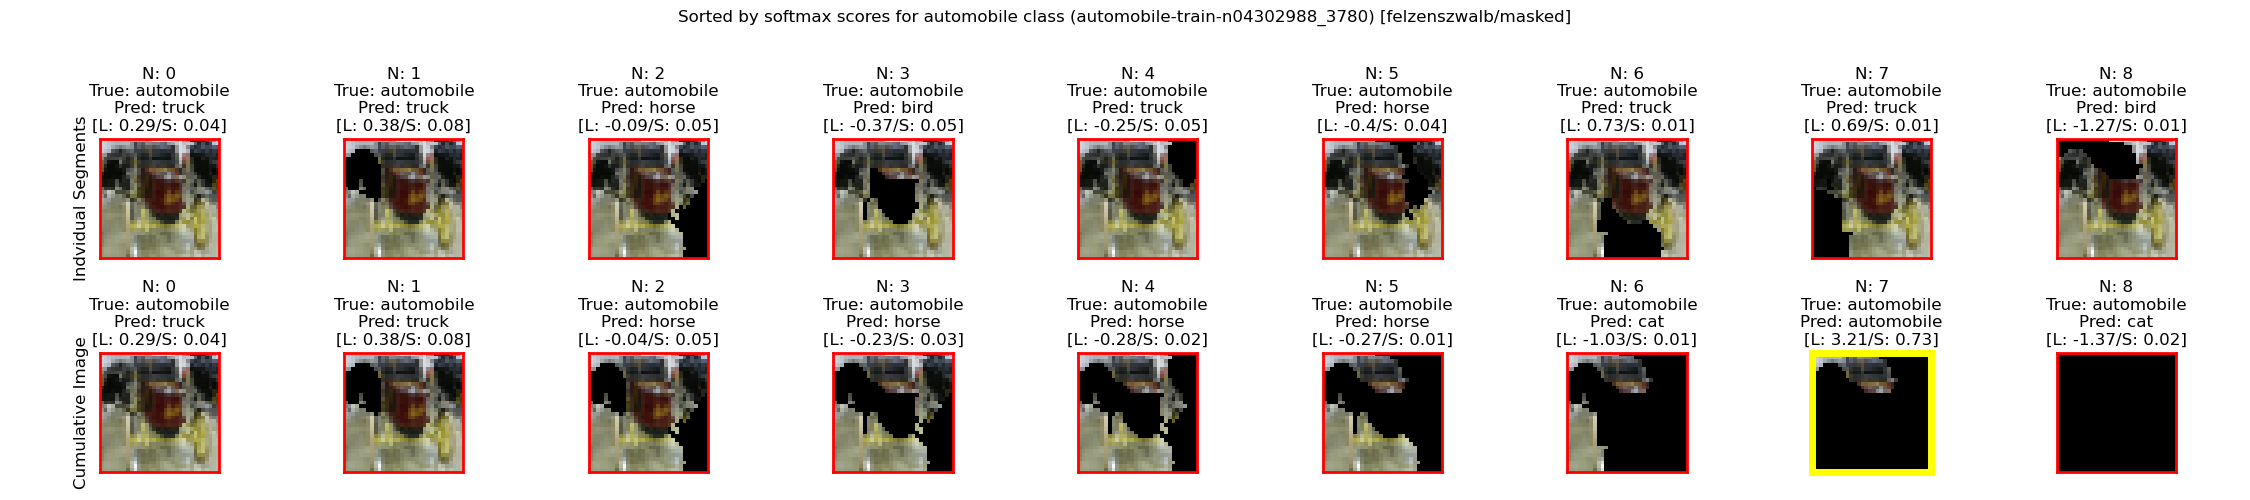 Sorted by softmax scores for automobile class (automobile-train-n04302988_3780) [felzenszwalb/masked]
Indvidual Segments
N: 0
True: automobile
Pred: truck
[L: 0.29/S: 0.04]
N: 1
True: automobile
Pred: truck
[L: 0.38/S: 0.08]
N: 2
True: automobile
Pred: horse
[L: -0.09/S: 0.05]
N: 3
True: automobile
Pred: bird
[L: -0.37/S: 0.05]
N: 4
True: automobile
Pred: truck
[L: -0.25/S: 0.05]
N: 5
True: automobile
Pred: horse
[L: -0.4/S: 0.04]
N: 6
True: automobile
Pred: truck
[L: 0.73/S: 0.01]
N: 7
True: automobile
Pred: truck
[L: 0.69/S: 0.01]
N: 8
True: automobile
Pred: bird
[L: -1.27/S: 0.01]
Cumulative Image
N: 0
True: automobile
Pred: truck
[L: 0.29/S: 0.04]
N: 1
True: automobile
Pred: truck
[L: 0.38/S: 0.08]
N: 2
True: automobile
Pred: horse
[L: -0.04/S: 0.05]
N: 3
True: automobile
Pred: horse
[L: -0.23/S: 0.03]
N: 4
True: automobile
Pred: horse
[L: -0.28/S: 0.02]
N: 5
True: automobile
Pred: horse
[L: -0.27/S: 0.01]
N: 6
True: automobile
Pred: cat
[L: -1.03/S: 0.01]
N: 7
True: automobile
Pred: automobile
[L: 3.21/S: 0.73]
N: 8
True: automobile
Pred: cat
[L: -1.37/S: 0.02]